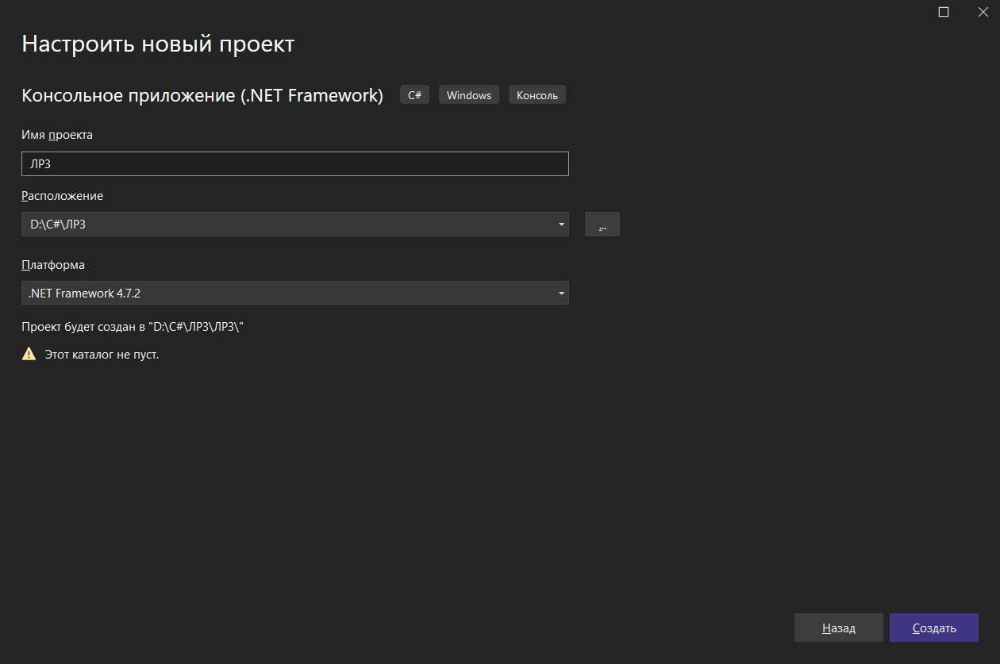 Настроить новый проект
Консольное приложение (.NET Framework) C# Windows Консоль
Имя проекта
ЛР3
Расположение
D:\C#\ЛР3
...
Платформа
.NET Framework 4.7.2
Проект будет создан в "D:\C#\ЛР3\ЛР3\"
Этот каталог не пуст.
Назад Создать